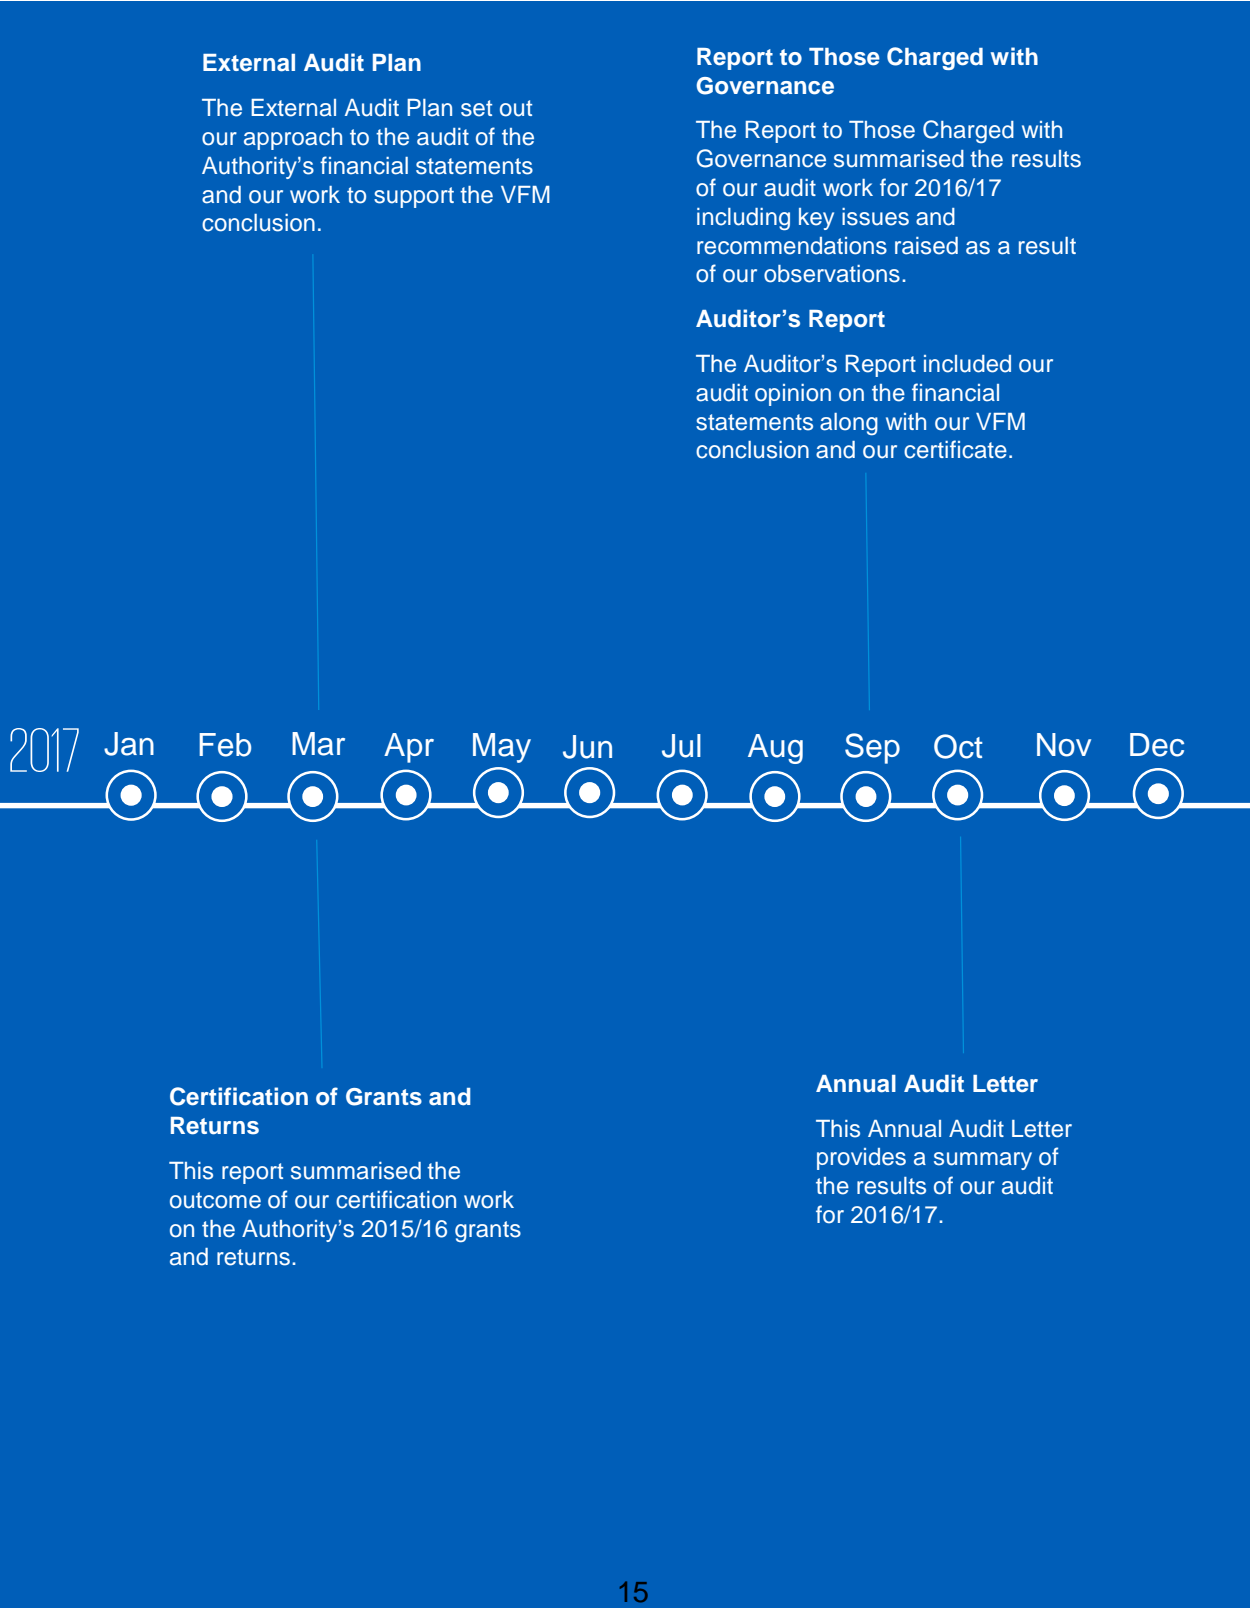 External Audit Plan
The External Audit Plan set out
our approach to the audit of the
Authority’s financial statements
and our work to support the VFM
conclusion.
Report to Those Charged with
Governance
The Report to Those Charged with
Governance summarised the results
of our audit work for 2016/17
including key issues and
recommendations raised as a result
of our observations.
Auditor’s Report
The Auditor’s Report included our
audit opinion on the financial
statements along with our VFM
conclusion and our certificate.
2017 Jan Feb Mar Apr May Jun Jul Aug Sep Oct Nov Dec
Certification of Grants and
Returns
This report summarised the
outcome of our certification work
on the Authority’s 2015/16 grants
and returns.
Annual Audit Letter
This Annual Audit Letter
provides a summary of
the results of our audit
for 2016/17.
15